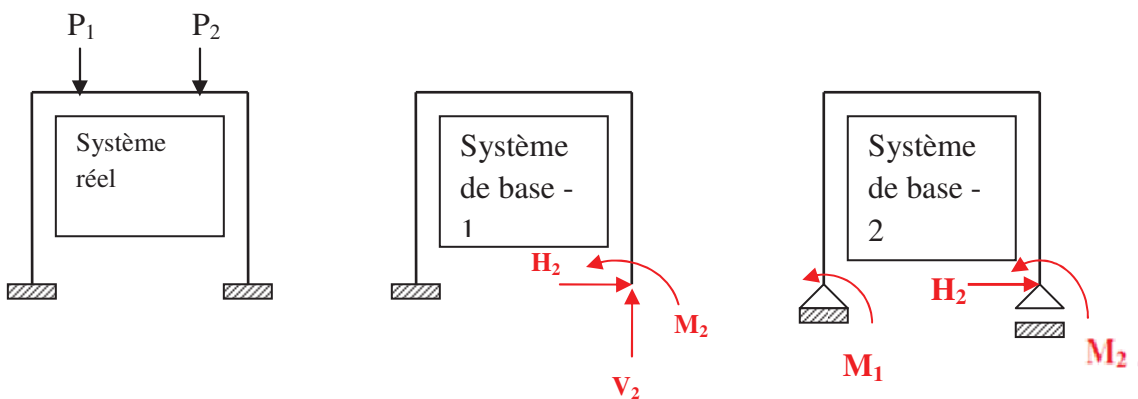 P₁
P₂
Système
réel
Système
de base -
1
H₂
M₂
V₂
Système
de base -
2
H₂
M₁
M₂